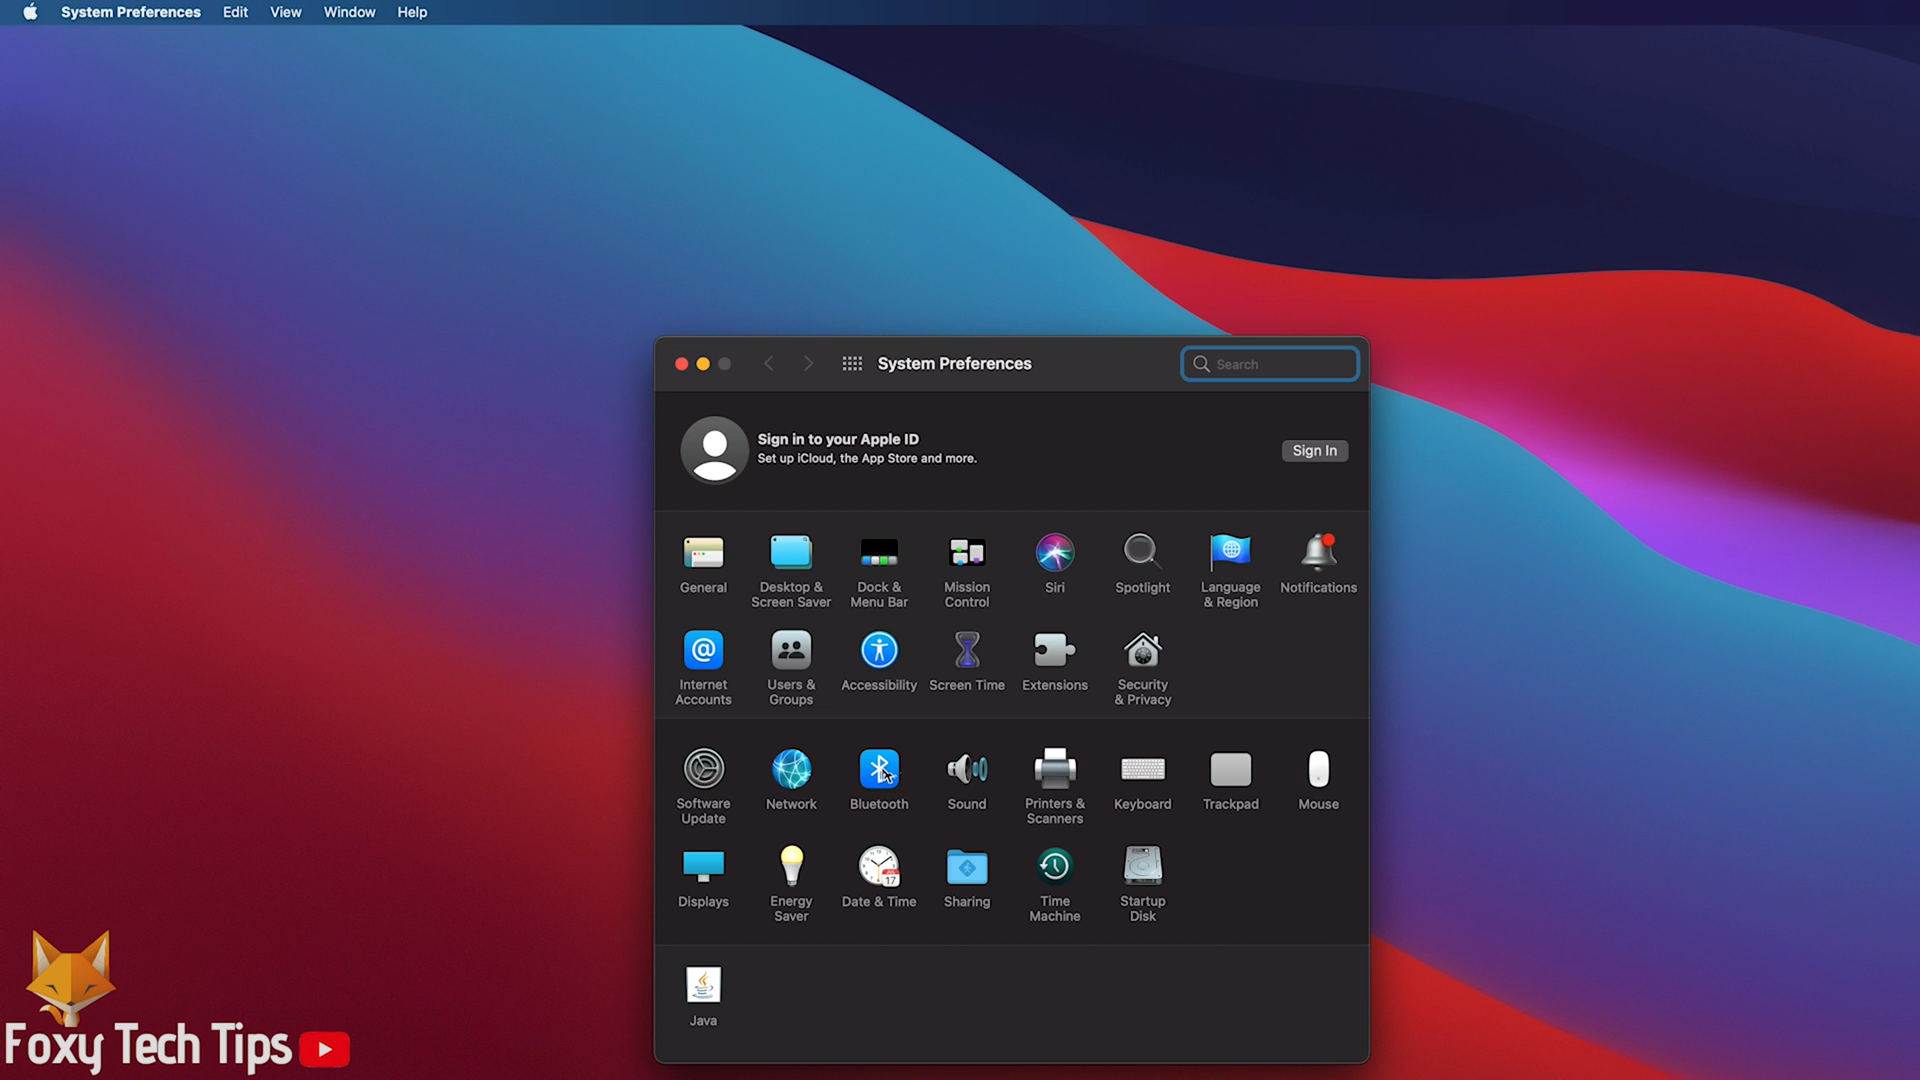 System Preferences Edit View Window Help
System Preferences Search
Sign in to your Apple ID
Set up iCloud, the App Store and more.
Sign In
General Desktop & Dock & Mission Siri Spotlight Language Notifications
Screen Saver Menu Bar Control & Region
Internet Users & Accessibility Screen Time Extensions Security
Accounts Groups & Privacy
Software Network Bluetooth Sound Printers & Keyboard Trackpad Mouse
Update Scanners
17
Displays Energy Date & Time Sharing Time Startup
Saver Machine Disk
Java
Foxy Tech Tips